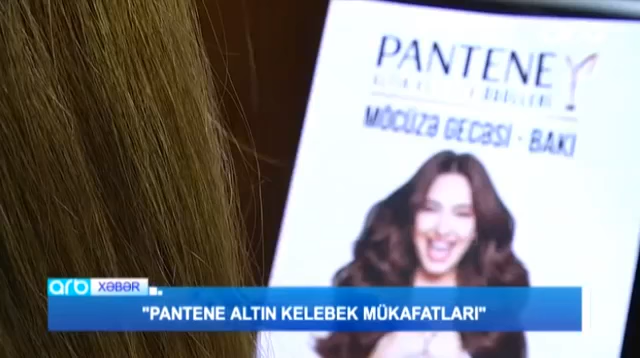 PANTENE
MÖCÜZƏ GECƏSİ - BAKI
arb XƏBƏR
"PANTENE ALTIN KELEBEK MÜKAFATLARI"